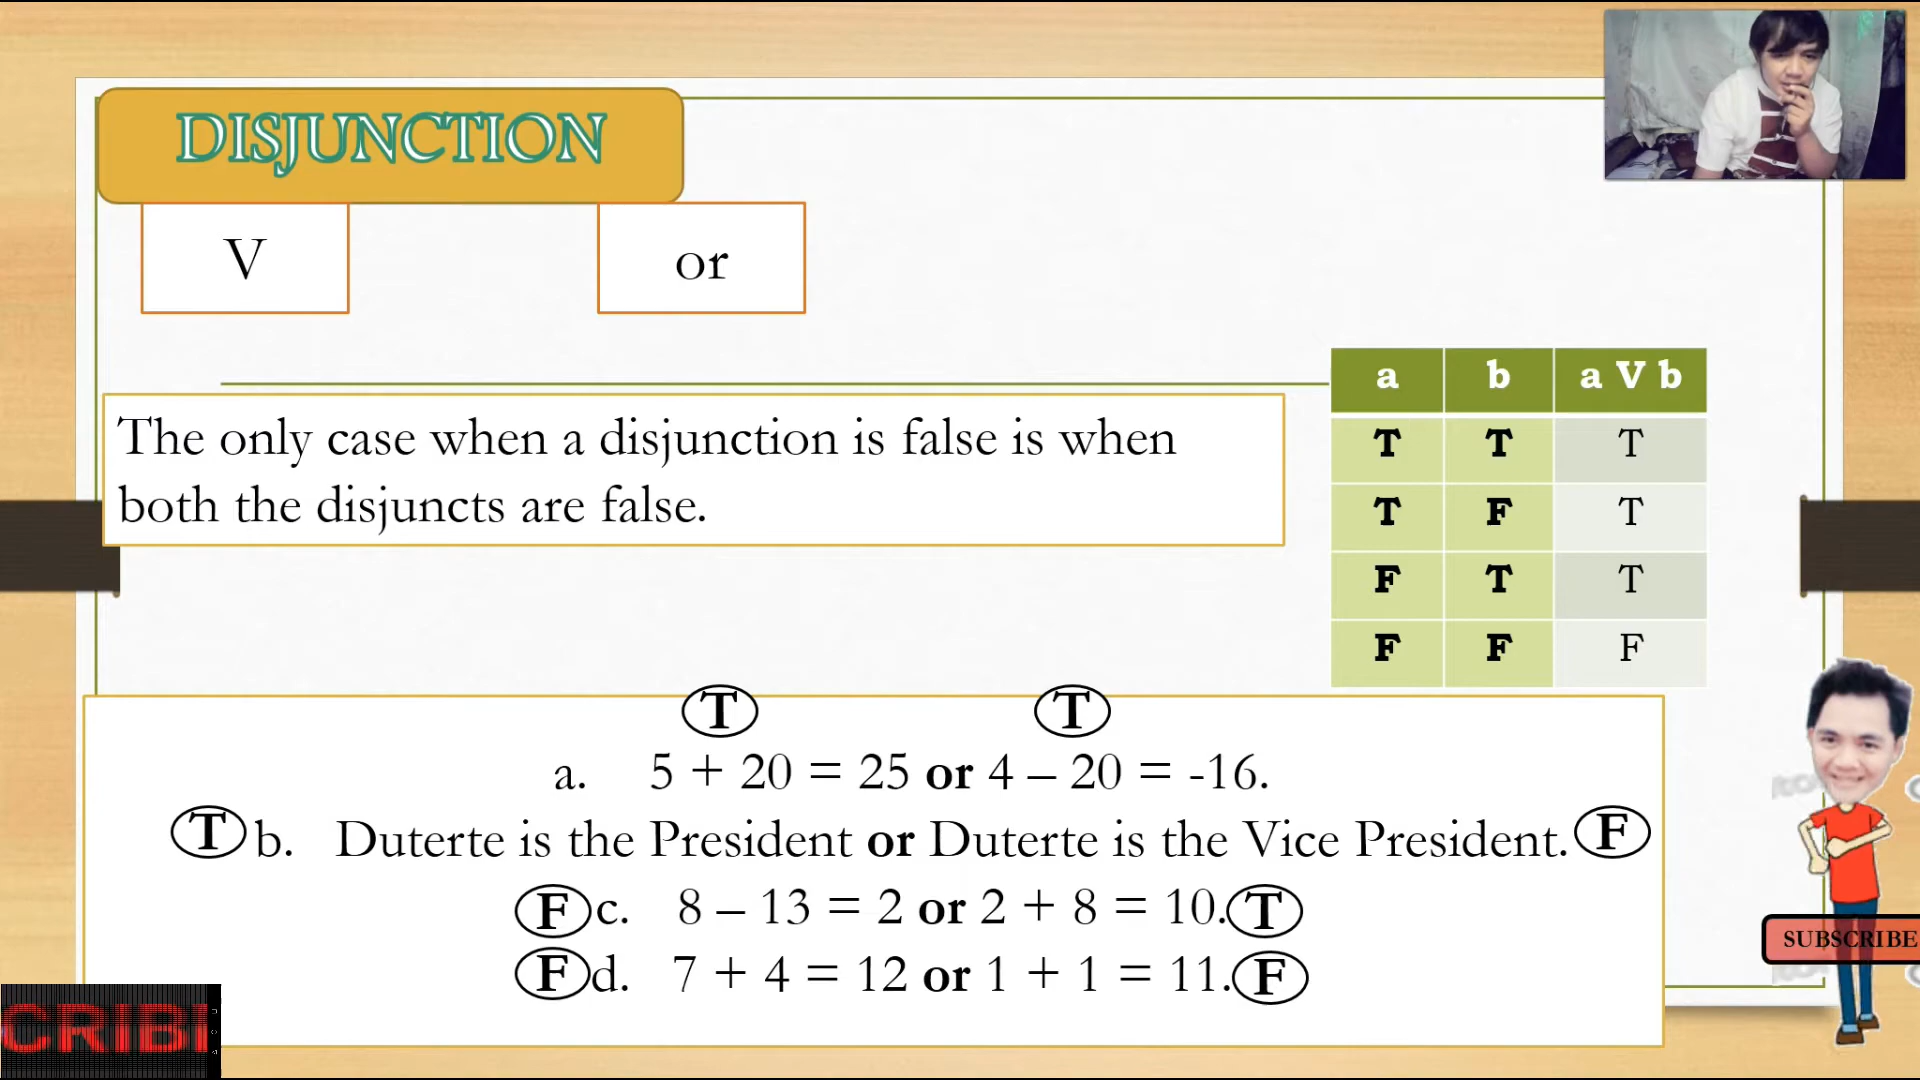 DISJUNCTION
V
or
The only case when a disjunction is false is when
both the disjuncts are false.
a b a V b
T T T
T F T
F T T
F F F
T T
a. 5 + 20 = 25 or 4 – 20 = -16.
T b. Duterte is the President or Duterte is the Vice President. F
F c. 8 – 13 = 2 or 2 + 8 = 10. T
F d. 7 + 4 = 12 or 1 + 1 = 11. F
SUBSCRIBE
CRIBI